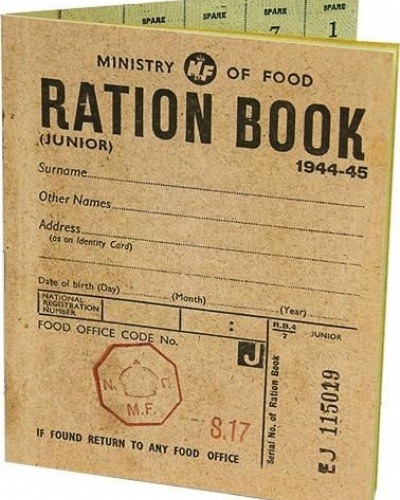 SPARE SPARE SPARE
7 1
MINISTRY MF OF FOOD
RATION BOOK
(JUNIOR) 1944-45
Surname
Other Names
Address
(as on Identity Card)
Date of birth (Day) (Month) (Year)
NATIONAL
REGISTRATION
NUMBER
:
FOOD OFFICE CODE No.
R.B.4
7
JUNIOR
J
Serial No. of Ration Book
EJ 115019
N.
M.F.
8.17
IF FOUND RETURN TO ANY FOOD OFFICE